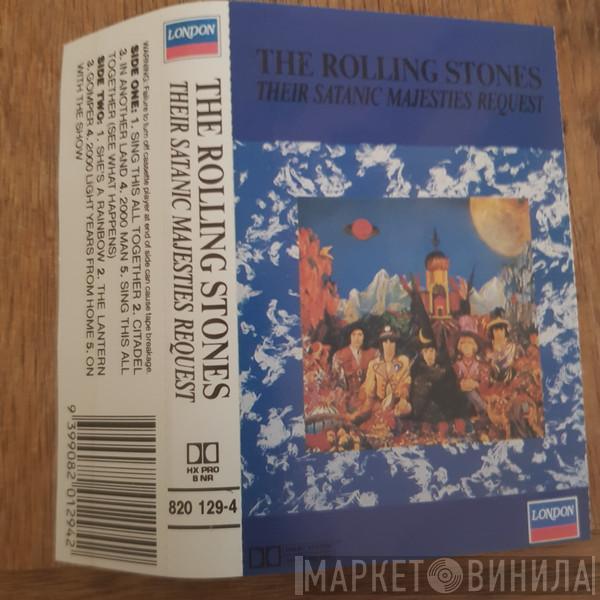 WARNING: Failure to turn off cassette player at end of side can cause tape breakage.
SIDE ONE: 1. SING THIS ALL TOGETHER 2. CITADEL
3. IN ANOTHER LAND 4. 2000 MAN 5. SING THIS ALL
TOGETHER (SEE WHAT HAPPENS)
SIDE TWO: 1. SHE'S A RAINBOW 2. THE LANTERN
3. GOMPER 4. 2000 LIGHT YEARS FROM HOME 5. ON
WITH THE SHOW
9 399082 012942
LONDON
THE ROLLING STONES
THEIR SATANIC MAJESTIES REQUEST
HX PRO
B NR
820 129-4
THE ROLLING STONES
THEIR SATANIC MAJESTIES REQUEST
LONDON
МАРКЕТ ВИНИЛА